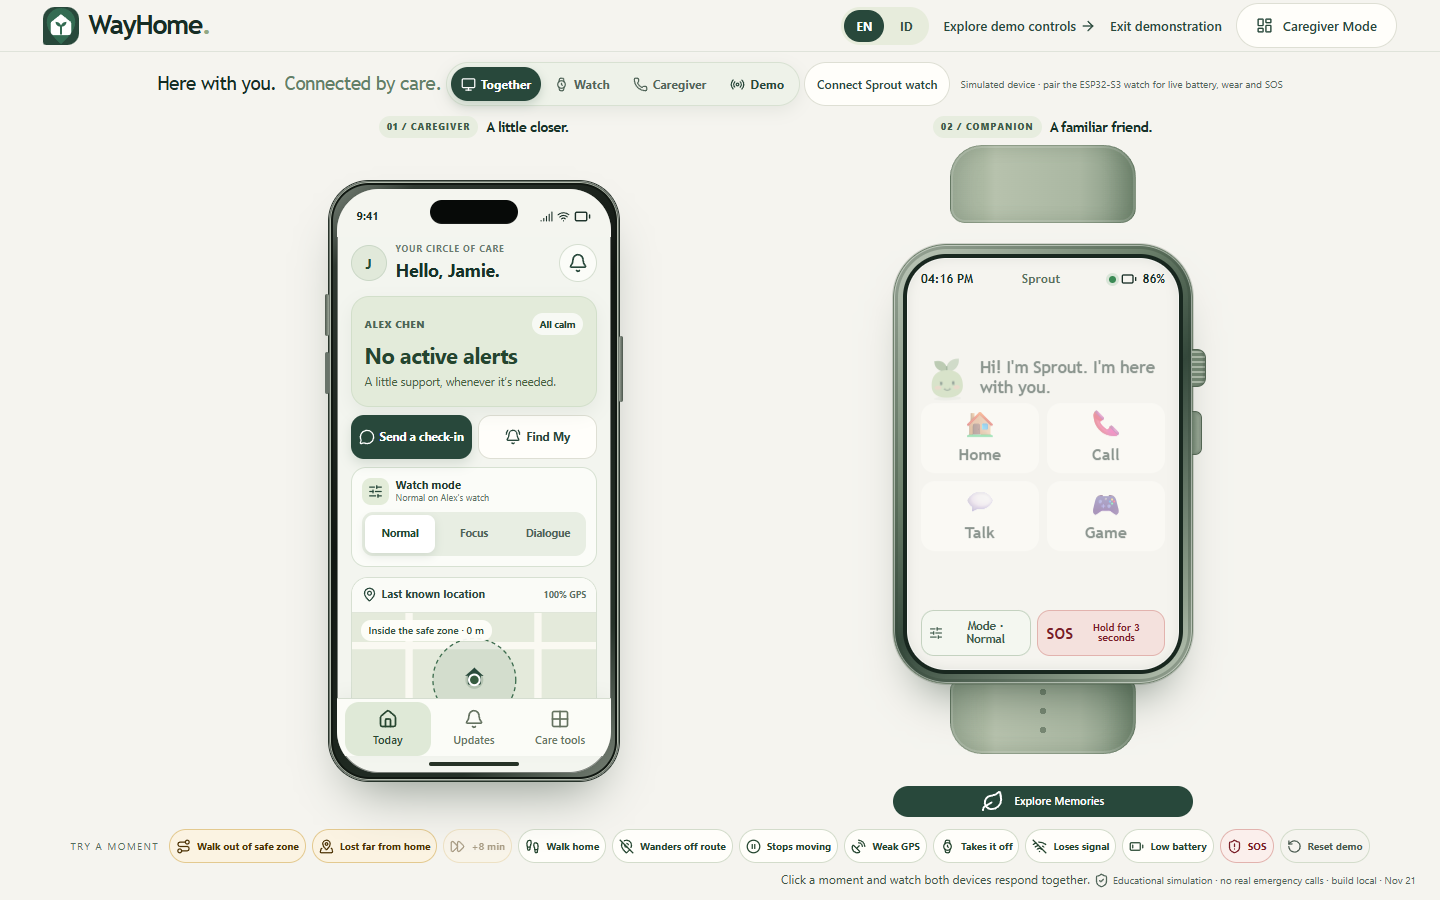 WayHome.
EN
ID
Explore demo controls →
Exit demonstration
Caregiver Mode
Here with you. Connected by care.
Together
Watch
Caregiver
Demo
Connect Sprout watch
Simulated device · pair the ESP32-S3 watch for live battery, wear and SOS
01 / CAREGIVER
A little closer.
02 / COMPANION
A familiar friend.
9:41
J
YOUR CIRCLE OF CARE
Hello, Jamie.
ALEX CHEN
All calm
No active alerts
A little support, whenever it's needed.
Send a check-in
Find My
Watch mode
Normal on Alex's watch
Normal
Focus
Dialogue
Last known location
100% GPS
Inside the safe zone · 0 m
Today
Updates
Care tools
04:16 PM
Sprout
86%
Hi! I'm Sprout. I'm here
with you.
Home
Call
Talk
Game
Mode ·
Normal
SOS
Hold for 3
seconds
Explore Memories
TRY A MOMENT
Walk out of safe zone
Lost far from home
+8 min
Walk home
Wanders off route
Stops moving
Weak GPS
Takes it off
Loses signal
Low battery
SOS
Reset demo
Click a moment and watch both devices respond together.
Educational simulation · no real emergency calls · build local · Nov 21